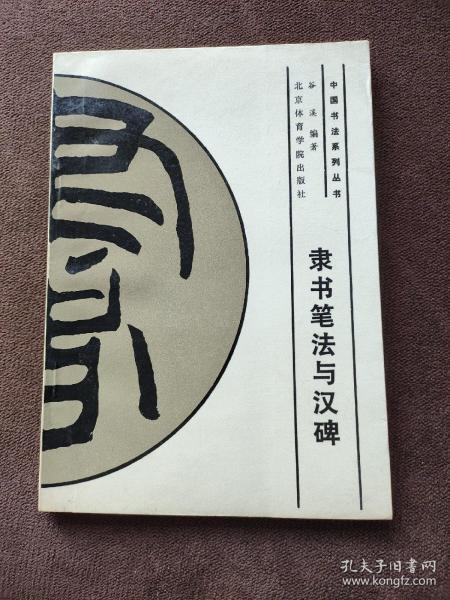 中国书法系列丛书
谷溪 编著
北京体育学院出版社
隶书笔法与汉碑
孔夫子旧书网
www.kongfz.com